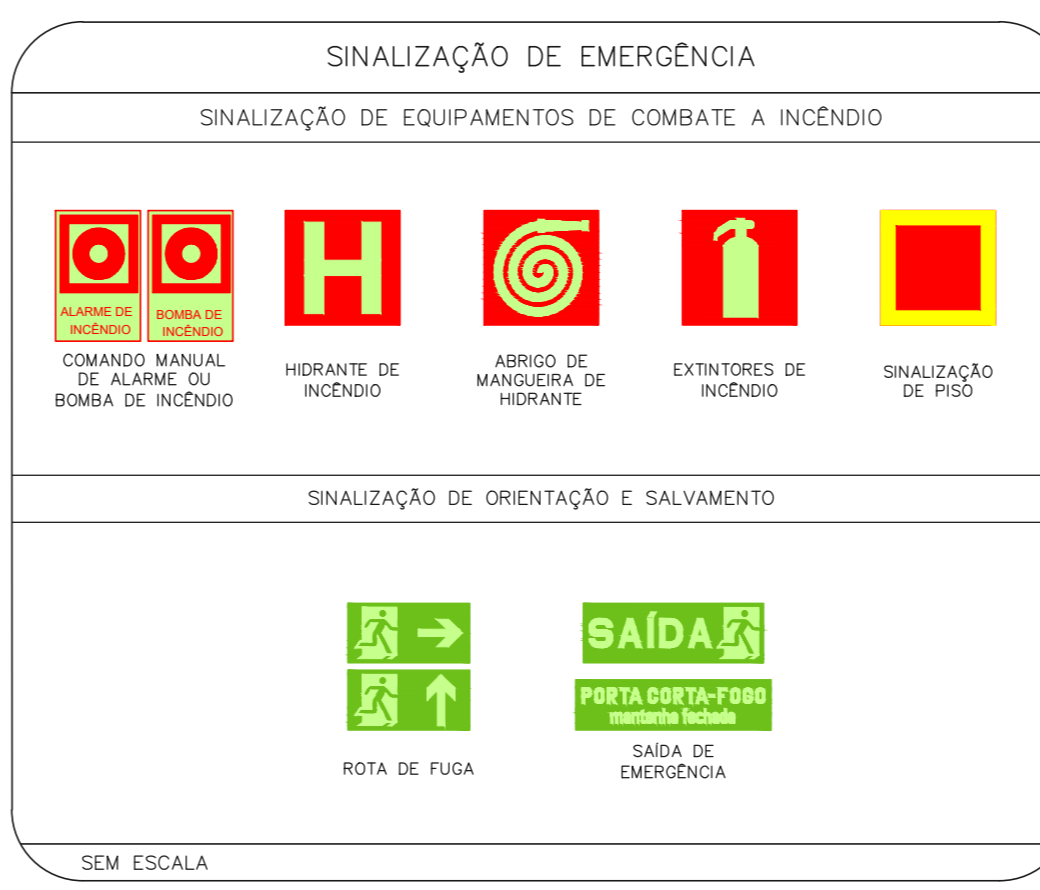 SINALIZAÇÃO DE EMERGÊNCIA
SINALIZAÇÃO DE EQUIPAMENTOS DE COMBATE A INCÊNDIO
ALARME DE
INCÊNDIO
BOMBA DE
INCÊNDIO
COMANDO MANUAL
DE ALARME OU
BOMBA DE INCÊNDIO
H
HIDRANTE DE
INCÊNDIO
ABRIGO DE
MANGUEIRA DE
HIDRANTE
EXTINTORES DE
INCÊNDIO
SINALIZAÇÃO
DE PISO
SINALIZAÇÃO DE ORIENTAÇÃO E SALVAMENTO
ROTA DE FUGA
SAÍDA
PORTA CORTA-FOGO
mantenha fechada
SAÍDA DE
EMERGÊNCIA
SEM ESCALA